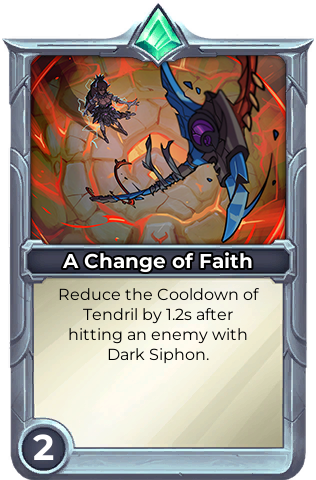 A Change of Faith
Reduce the Cooldown of
Tendril by 1.2s after
hitting an enemy with
Dark Siphon.
2